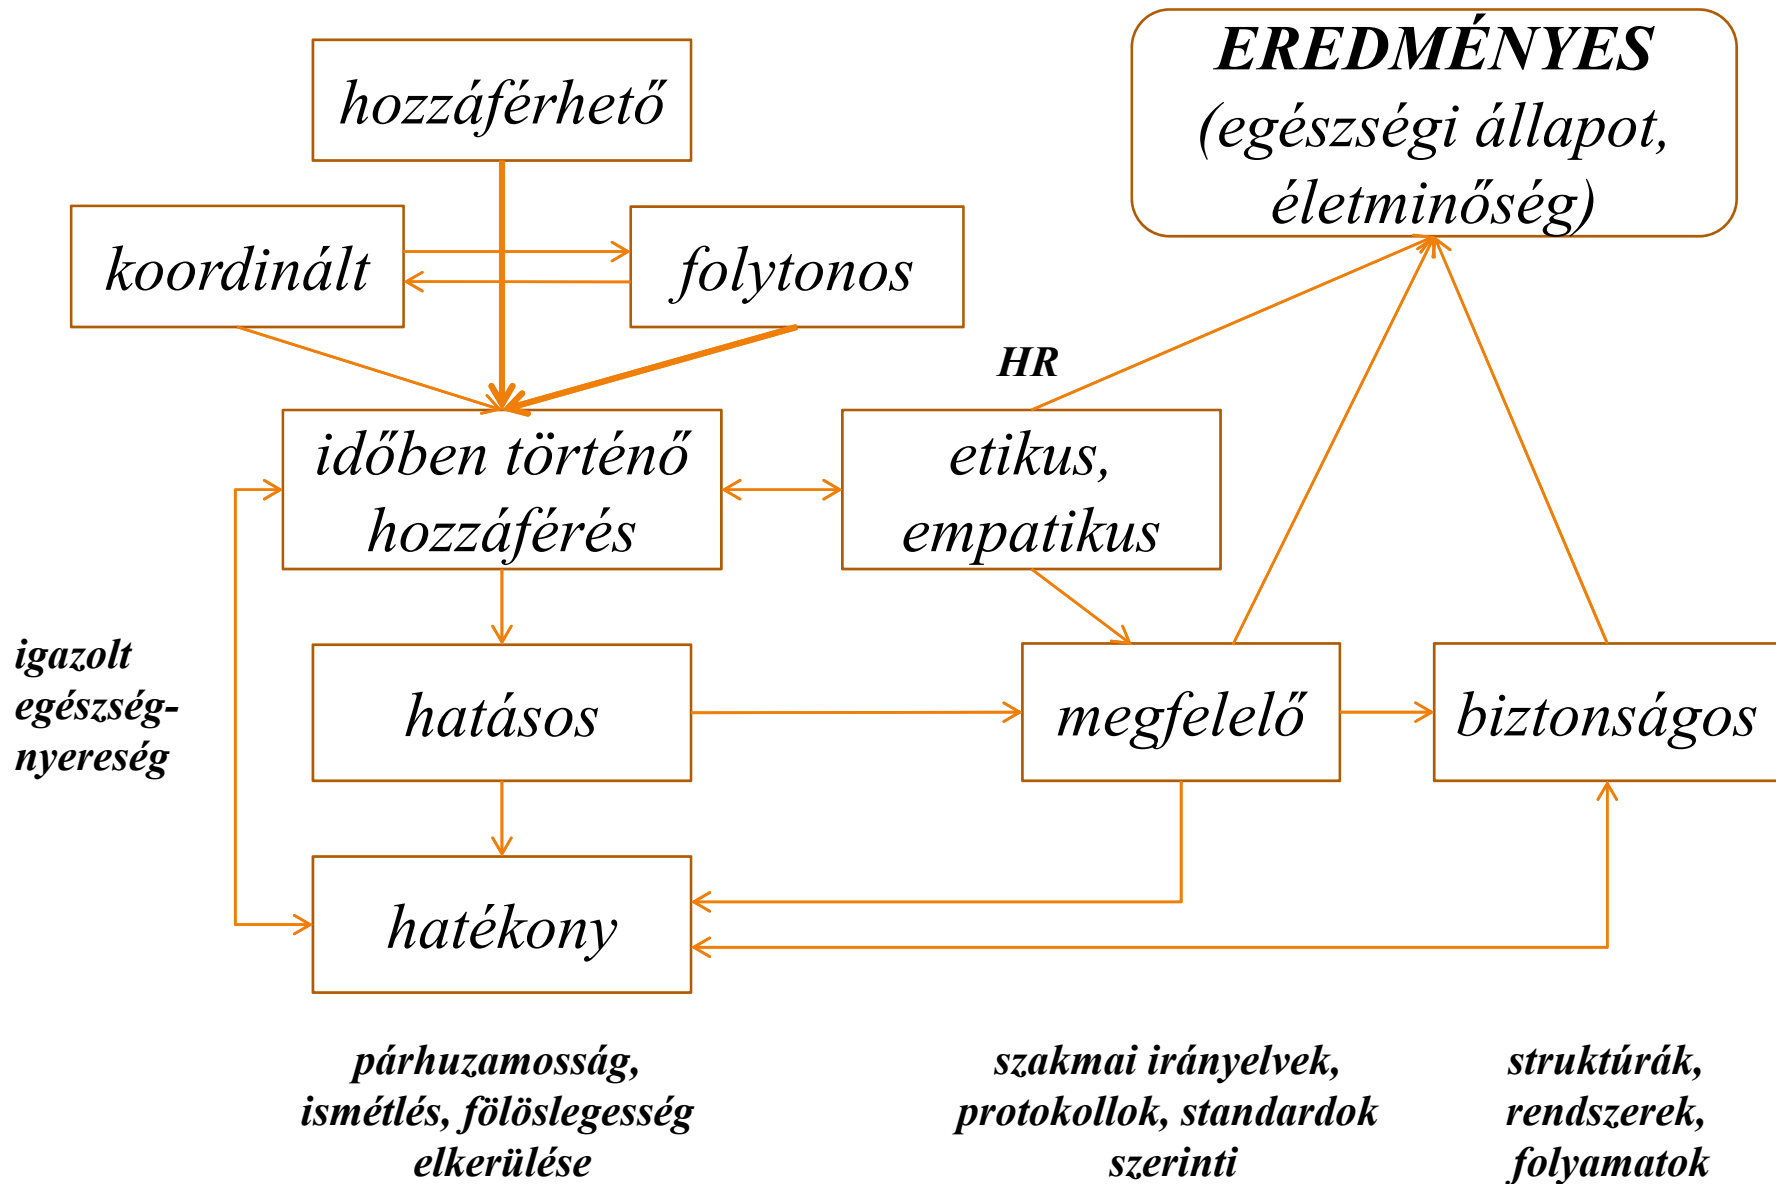 hozzáférhető
EREDMÉNYES
(egészségi állapot,
életminőség)
koordinált
folytonos
HR
időben történő
hozzáférés
etikus,
empatikus
igazolt
egészség-
nyereség
hatásos
megfelelő
biztonságos
hatékony
párhuzamosság,
ismétlés, fölöslegesség
elkerülése
szakmai irányelvek,
protokollok, standardok
szerinti
struktúrák,
rendszerek,
folyamatok